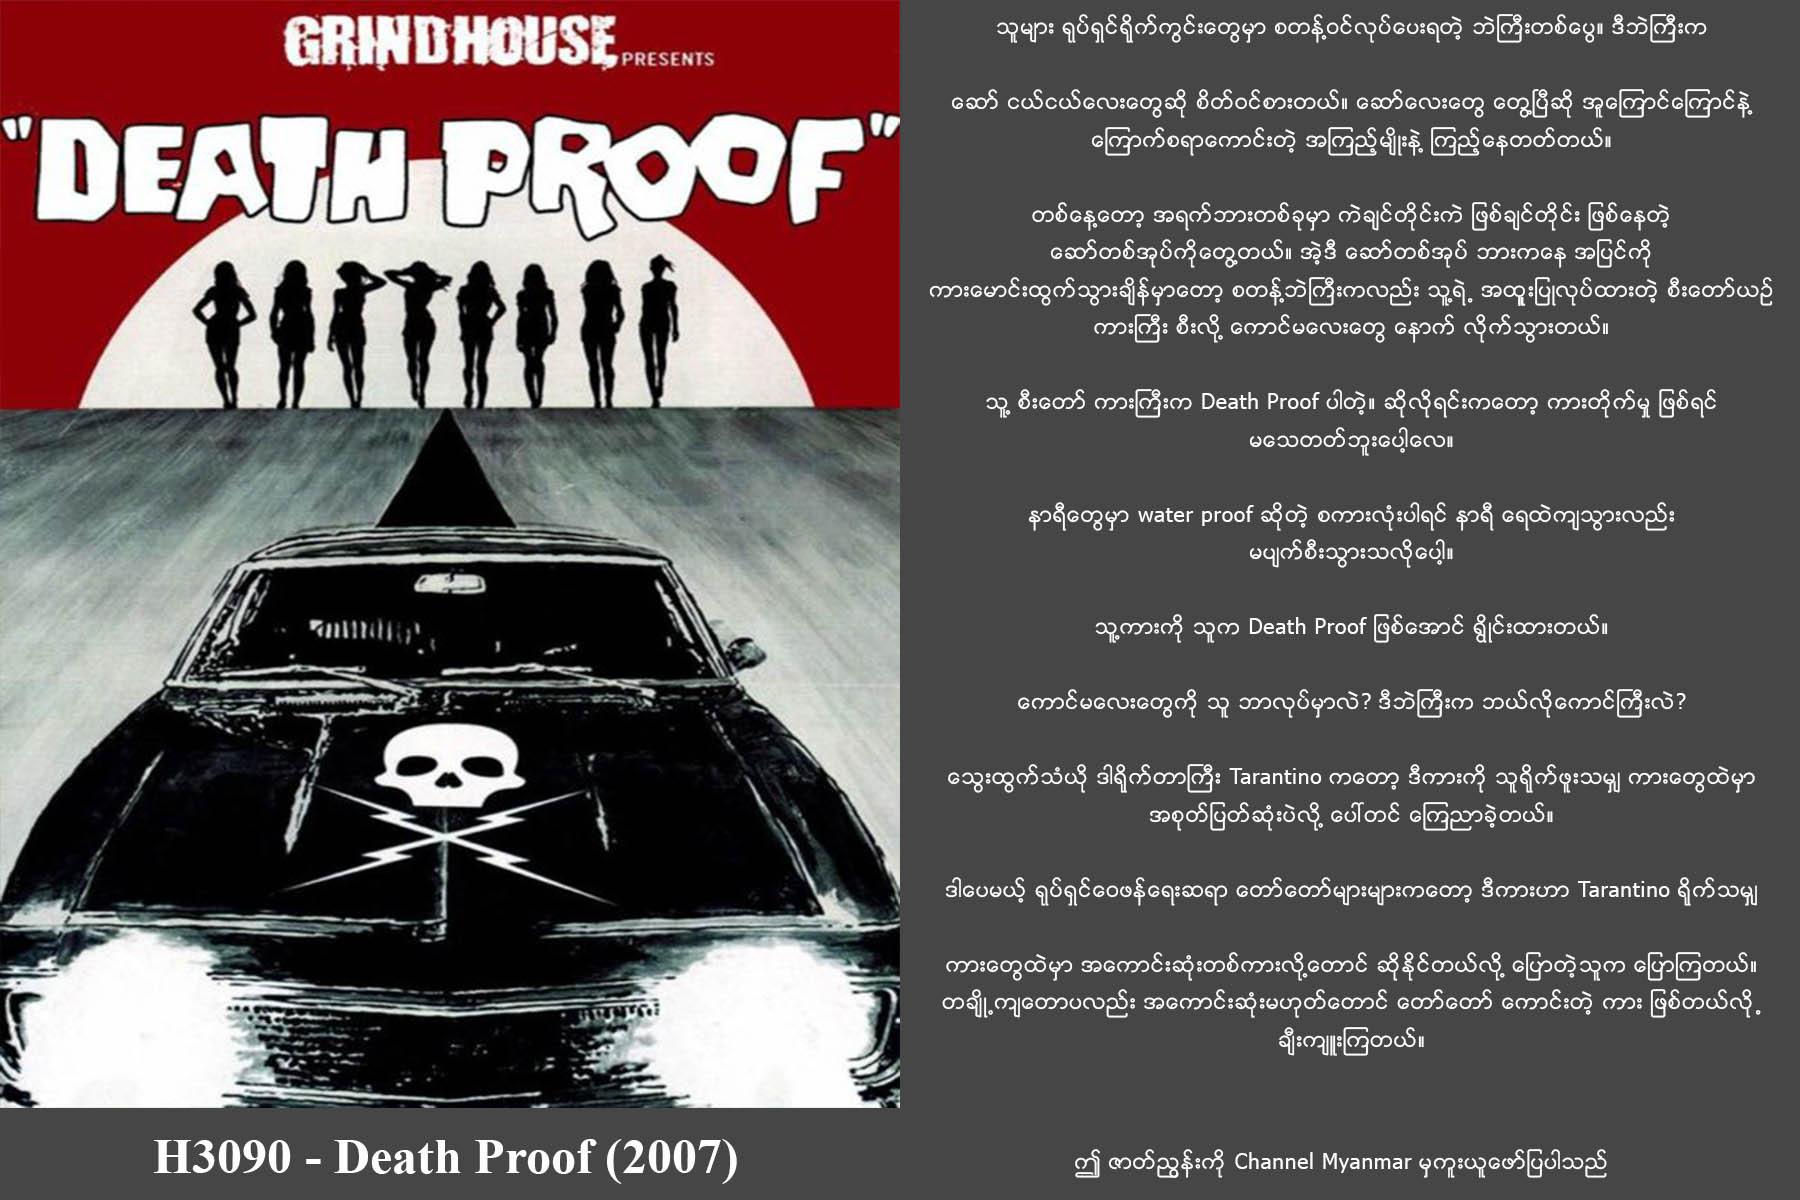 GRINDHOUSE PRESENTS
"DEATH PROOF"
H3090 - Death Proof (2007)
သူများ ရုပ်ရှင်ရိုက်ကွင်းတွေမှာ စတန့်ဝင်လုပ်ပေးရတဲ့ ဘဲကြီးတစ်ပွေ။ ဒီဘဲကြီးက
ဆော် ငယ်ငယ်လေးတွေဆို စိတ်ဝင်စားတယ်။ ဆော်လေးတွေ တွေ့ပြီဆို အူကြောင်ကြောင်နဲ့
ကြောက်စရာကောင်းတဲ့ အကြည့်မျိုးနဲ့ ကြည့်နေတတ်တယ်။
တစ်နေ့တော့ အရက်ဘားတစ်ခုမှာ ကဲချင်တိုင်းကဲ ဖြစ်ချင်တိုင်း ဖြစ်နေတဲ့
ဆော်တစ်အုပ်ကိုတွေ့တယ်။ အဲ့ဒီ ဆော်တစ်အုပ် ဘားကနေ အပြင်ကို
ကားမောင်းထွက်သွားချိန်မှာတော့ စတန့်ဘဲကြီးကလည်း သူ့ရဲ့ အထူးပြုလုပ်ထားတဲ့ စီးတော်ယဉ်
ကားကြီး စီးလို့ ကောင်မလေးတွေ နောက် လိုက်သွားတယ်။
သူ့ စီးတော် ကားကြီးက Death Proof ပါတဲ့။ ဆိုလိုရင်းကတော့ ကားတိုက်မှု ဖြစ်ရင်
မသေတတ်ဘူးပေါ့လေ။
နာရီတွေမှာ water proof ဆိုတဲ့ စကားလုံးပါရင် နာရီ ရေထဲကျသွားလည်း
မပျက်စီးသွားသလိုပေါ့။
သူ့ကားကို သူက Death Proof ဖြစ်အောင် ရွိုင်းထားတယ်။
ကောင်မလေးတွေကို သူ ဘာလုပ်မှာလဲ? ဒီဘဲကြီးက ဘယ်လိုကောင်ကြီးလဲ?
သွေးထွက်သံယို ဒါရိုက်တာကြီး Tarantino ကတော့ ဒီကားကို သူရိုက်ဖူးသမျှ ကားတွေထဲမှာ
အစုတ်ပြတ်ဆုံးပဲလို့ ပေါ်တင် ကြေညာခဲ့တယ်။
ဒါပေမယ့် ရုပ်ရှင်ဝေဖန်ရေးဆရာ တော်တော်များများကတော့ ဒီကားဟာ Tarantino ရိုက်သမျှ
ကားတွေထဲမှာ အကောင်းဆုံးတစ်ကားလို့တောင် ဆိုနိုင်တယ်လို့ ပြောတဲ့သူက ပြောကြတယ်။
တချို့ကျတောပလည်း အကောင်းဆုံးမဟုတ်တောင် တော်တော် ကောင်းတဲ့ ကား ဖြစ်တယ်လို့
ချီးကျူးကြတယ်။
ဤ ဇာတ်ညွှန်းကို Channel Myanmar မှကူးယူဖော်ပြပါသည်